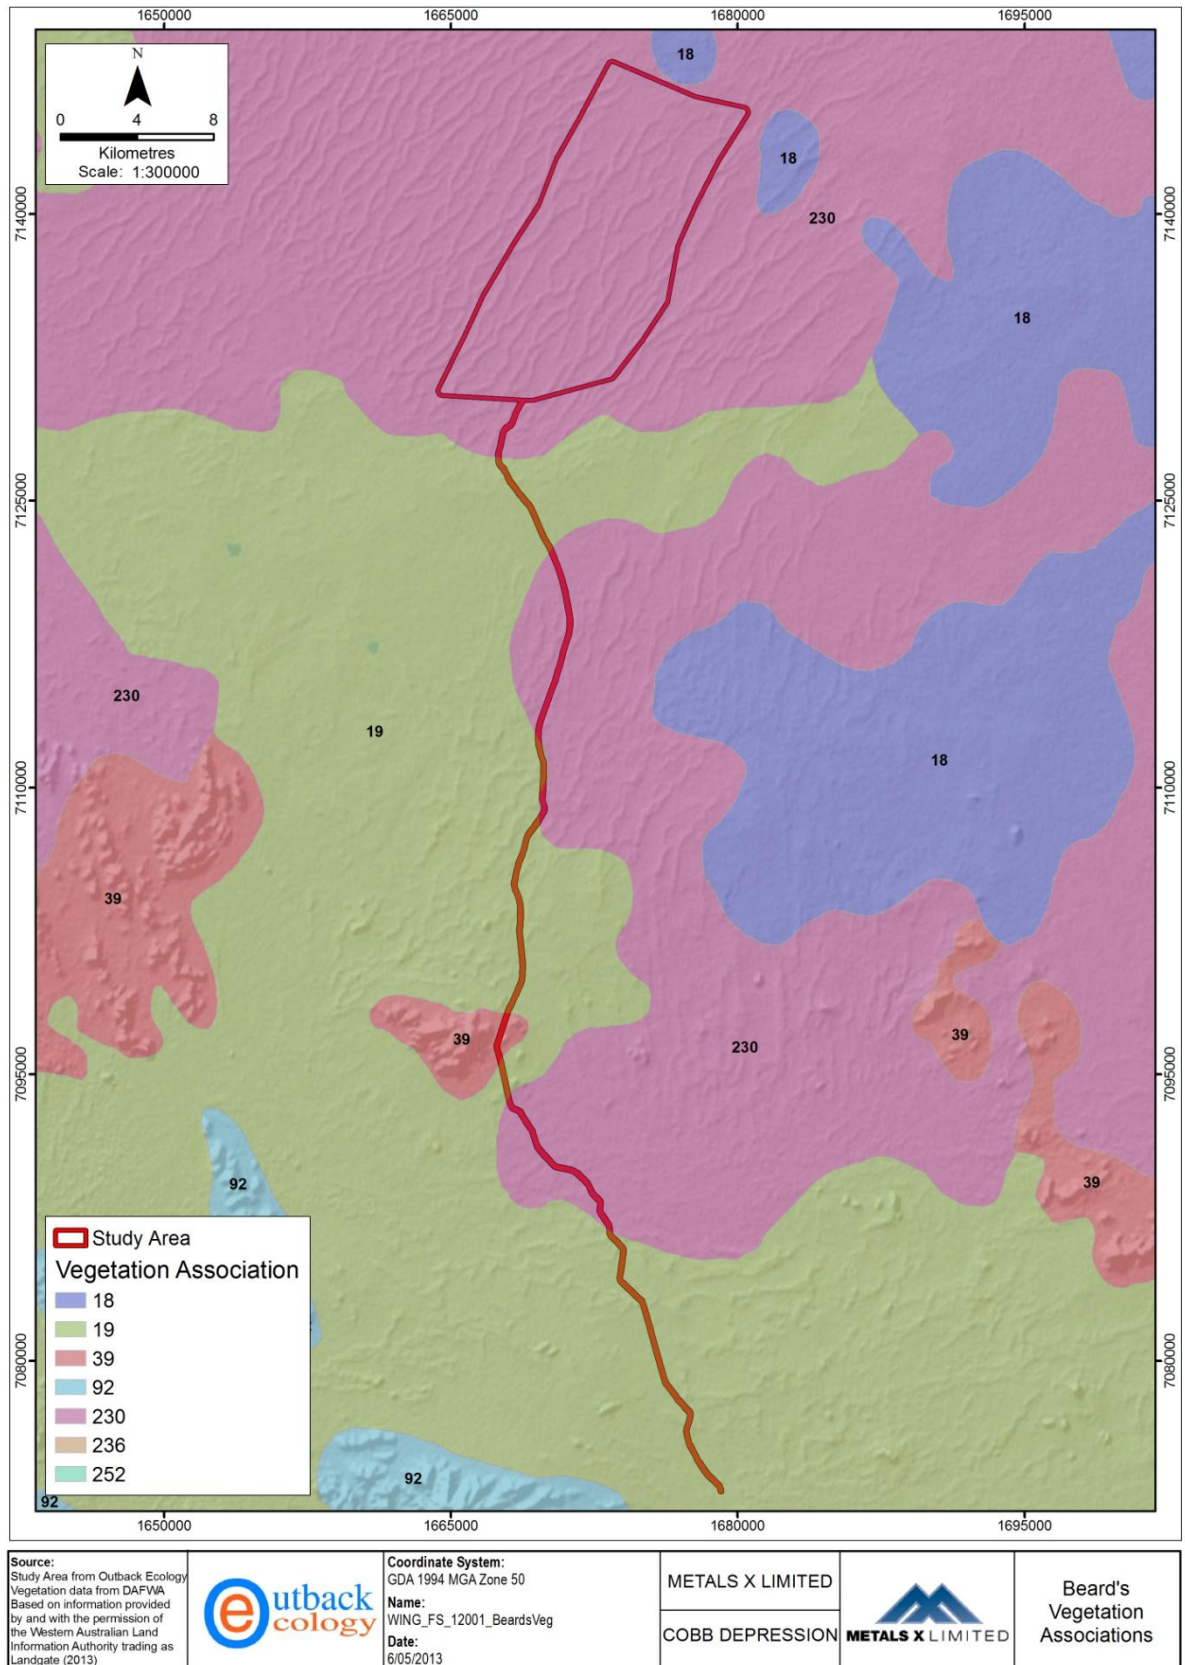 1650000
1665000
1680000
1695000
N
0 4 8
Kilometres
Scale: 1:300000
18
18
230
18
7140000
7140000
7125000
7125000
230
19
18
7110000
7110000
39
39
39
230
7095000
7095000
92
39
Study Area
Vegetation Association
18
19
39
92
230
236
252
7080000
7080000
92
92
1650000
1665000
1680000
1695000
Source:
Study Area from Outback Ecology
Vegetation data from DAFWA
Based on information provided
by and with the permission of
the Western Australian Land
Information Authority trading as
Landgate (2013)
Outback
ecology
Coordinate System:
GDA 1994 MGA Zone 50
Name:
WING_FS_12001_BeardsVeg
Date:
6/05/2013
METALS X LIMITED
COBB DEPRESSION
METALS X LIMITED
Beard's
Vegetation
Associations